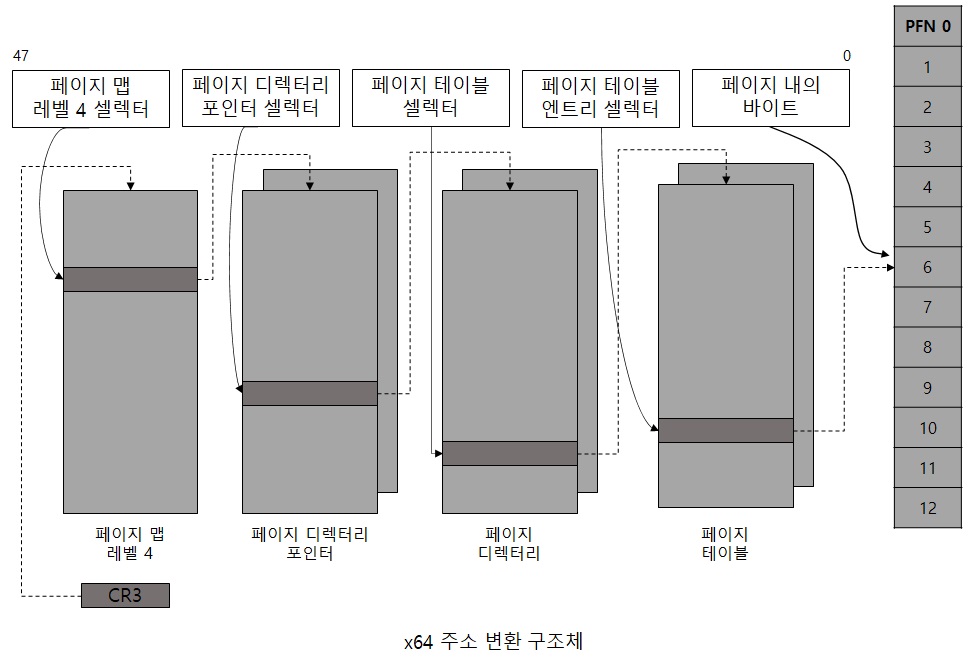 47
0
페이지 맵
레벨 4 셀렉터
페이지 디렉터리
포인터 셀렉터
페이지 테이블
셀렉터
페이지 테이블
엔트리 셀렉터
페이지 내의
바이트
PFN 0
1
2
3
4
5
6
7
8
9
10
11
12
페이지 맵
레벨 4
페이지 디렉터리
포인터
페이지
디렉터리
페이지
테이블
CR3
x64 주소 변환 구조체